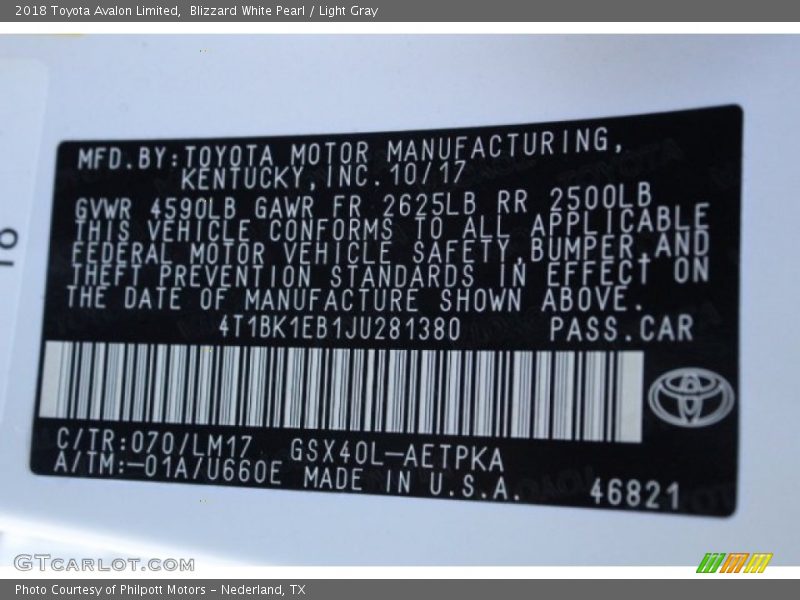 2018 Toyota Avalon Limited,  Blizzard White Pearl / Light Gray
MFD.BY:TOYOTA MOTOR MANUFACTURING,
KENTUCKY,INC. 10/17
GVWR 4590LB GAWR FR 2625LB RR 2500LB
THIS VEHICLE CONFORMS TO ALL APPLICABLE
FEDERAL MOTOR VEHICLE SAFETY,BUMPER,AND
THEFT PREVENTION STANDARDS IN EFFECT ON
THE DATE OF MANUFACTURE SHOWN ABOVE.
4T1BK1EB1JU281380 PASS.CAR
C/TR:070/LM17 GSX40L-AETPKA
A/TM:-01A/U660E MADE IN U.S.A. 46821
GTCARLOT.COM
Photo Courtesy of Philpott Motors - Nederland, TX